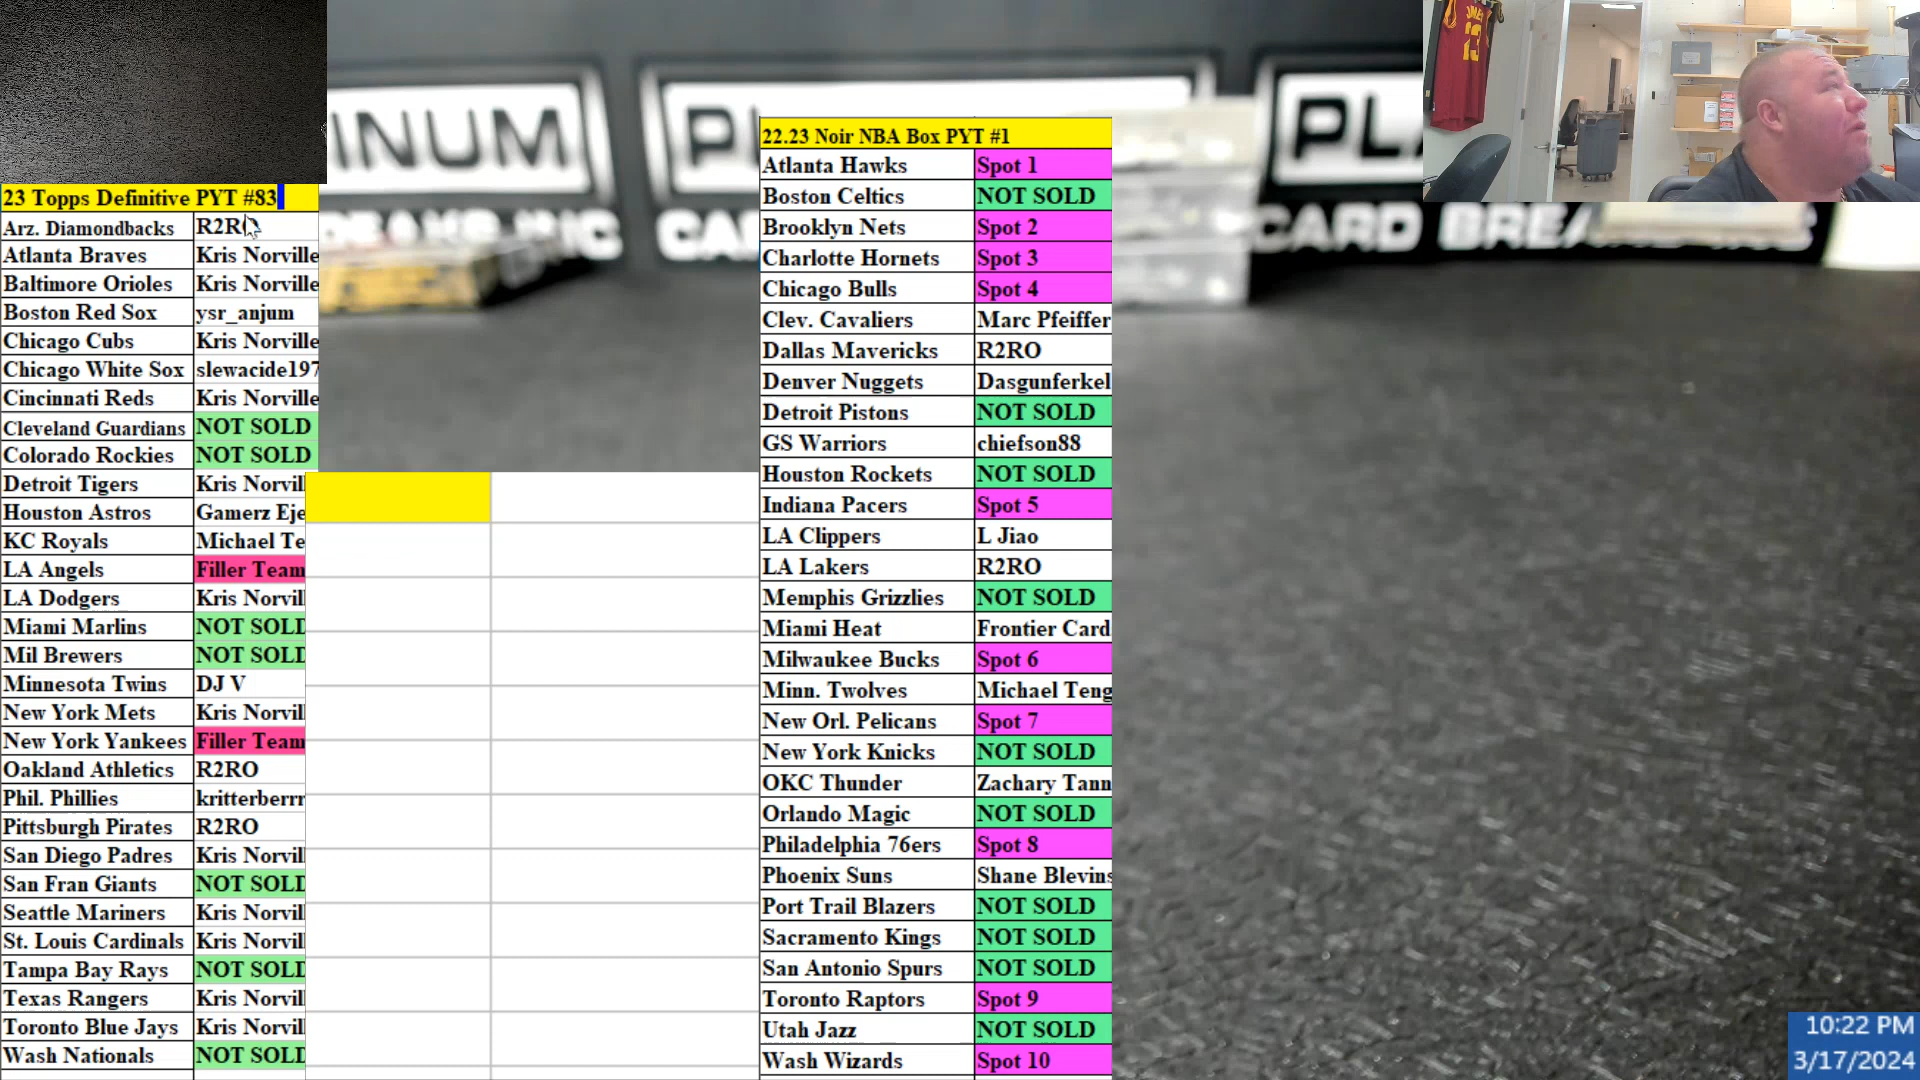 23 Topps Definitive PYT #83
Arz. Diamondbacks R2RO
Atlanta Braves Kris Norville
Baltimore Orioles Kris Norville
Boston Red Sox ysr_anjum
Chicago Cubs Kris Norville
Chicago White Sox slewacide197
Cincinnati Reds Kris Norville
Cleveland Guardians NOT SOLD
Colorado Rockies NOT SOLD
Detroit Tigers Kris Norvil
Houston Astros Gamerz Eje
KC Royals Michael Te
LA Angels Filler Team
LA Dodgers Kris Norvil
Miami Marlins NOT SOLD
Mil Brewers NOT SOLD
Minnesota Twins DJ V
New York Mets Kris Norvil
New York Yankees Filler Team
Oakland Athletics R2RO
Phil. Phillies kritterberrr
Pittsburgh Pirates R2RO
San Diego Padres Kris Norvil
San Fran Giants NOT SOLD
Seattle Mariners Kris Norvil
St. Louis Cardinals Kris Norvil
Tampa Bay Rays NOT SOLD
Texas Rangers Kris Norvil
Toronto Blue Jays Kris Norvil
Wash Nationals NOT SOLD
INUM
PL
PL
BREAKS, INC
CA
CARD BREA
22.23 Noir NBA Box PYT #1
Atlanta Hawks Spot 1
Boston Celtics NOT SOLD
Brooklyn Nets Spot 2
Charlotte Hornets Spot 3
Chicago Bulls Spot 4
Clev. Cavaliers Marc Pfeiffer
Dallas Mavericks R2RO
Denver Nuggets Dasgunferkel
Detroit Pistons NOT SOLD
GS Warriors chiefson88
Houston Rockets NOT SOLD
Indiana Pacers Spot 5
LA Clippers L Jiao
LA Lakers R2RO
Memphis Grizzlies NOT SOLD
Miami Heat Frontier Card
Milwaukee Bucks Spot 6
Minn. Twolves Michael Teng
New Orl. Pelicans Spot 7
New York Knicks NOT SOLD
OKC Thunder Zachary Tann
Orlando Magic NOT SOLD
Philadelphia 76ers Spot 8
Phoenix Suns Shane Blevins
Port Trail Blazers NOT SOLD
Sacramento Kings NOT SOLD
San Antonio Spurs NOT SOLD
Toronto Raptors Spot 9
Utah Jazz NOT SOLD
Wash Wizards Spot 10
23
10:22 PM
3/17/2024